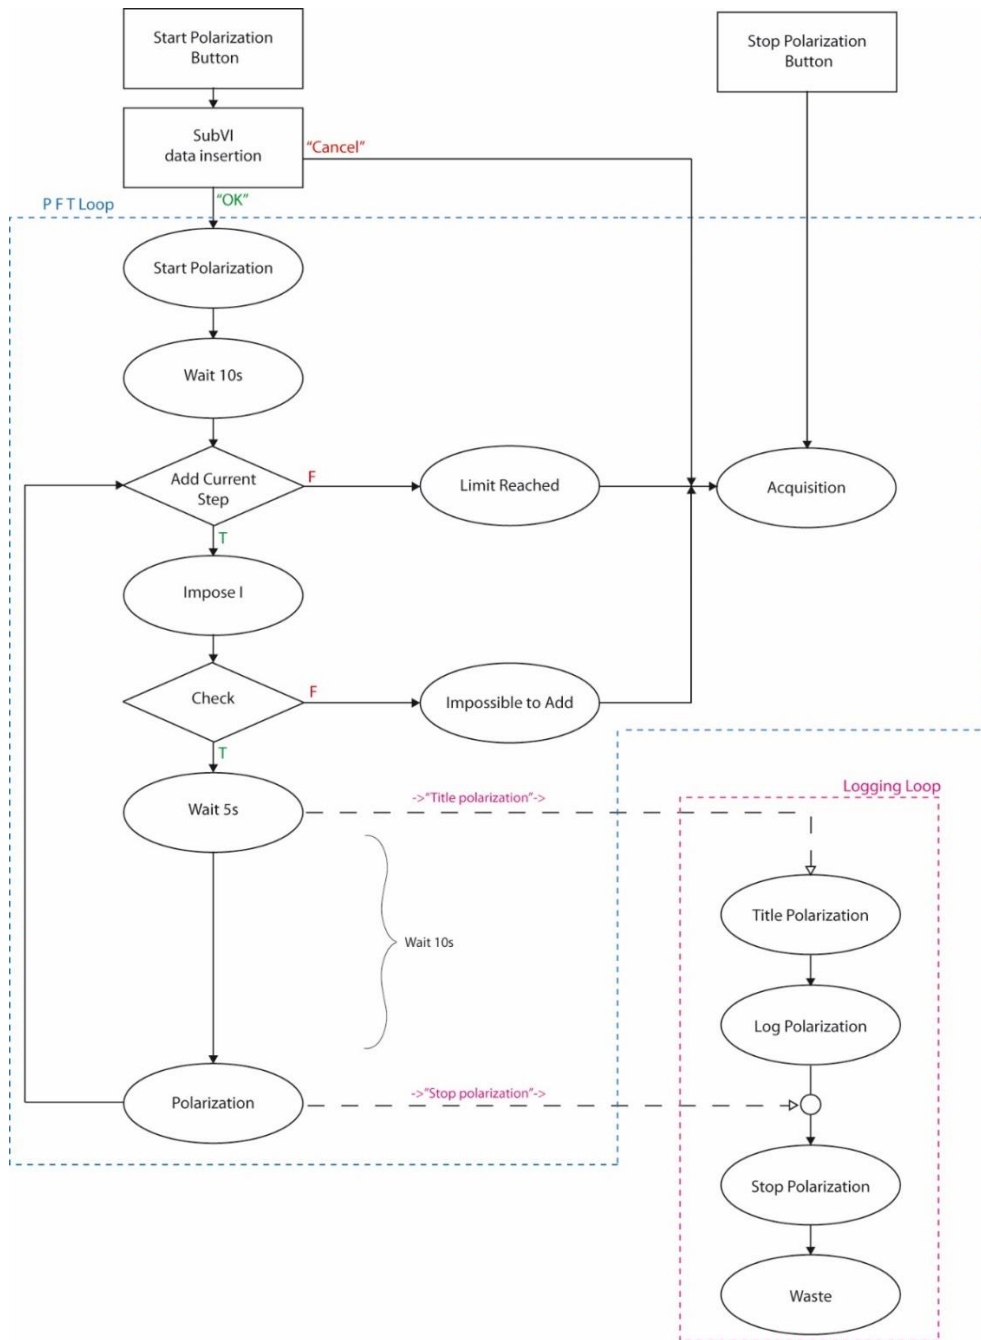 Start Polarization
Button
Stop Polarization
Button
SubVI
data insertion
"Cancel"
"OK"
P F T Loop
Start Polarization
Wait 10s
Add Current
Step
F
Limit Reached
Acquisition
T
Impose I
Check
F
Impossible to Add
T
Wait 5s
->"Title polarization"->
Logging Loop
Title Polarization
Wait 10s
Log Polarization
Polarization
->"Stop polarization"->
Stop Polarization
Waste